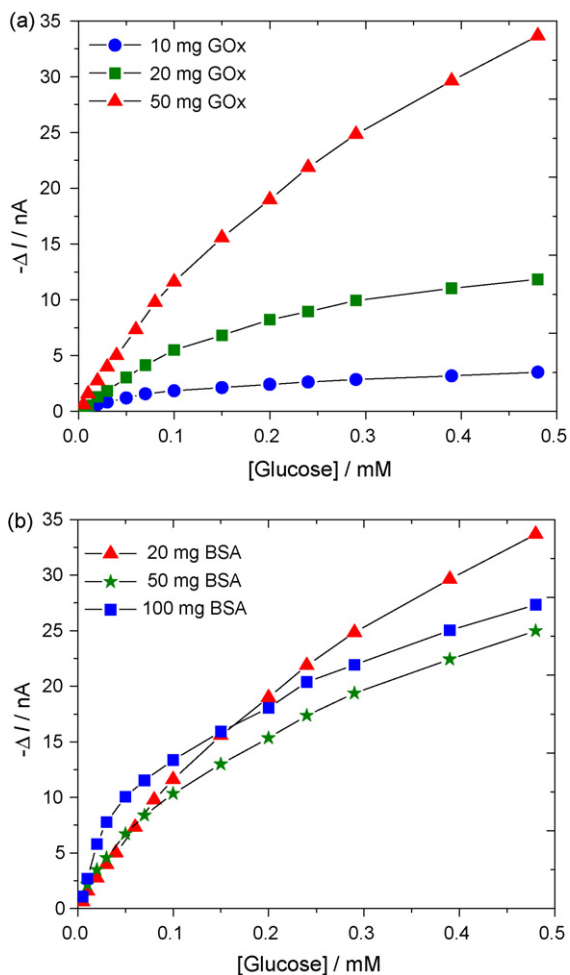 (a)
35
10 mg GOx
30
20 mg GOx
50 mg GOx
25
20
-Δ I / nA
15
10
5
0
0.0 0.1 0.2 0.3 0.4 0.5
[Glucose] / mM
(b)
35
20 mg BSA
30
50 mg BSA
100 mg BSA
25
20
-Δ I / nA
15
10
5
0
0.0 0.1 0.2 0.3 0.4 0.5
[Glucose] / mM